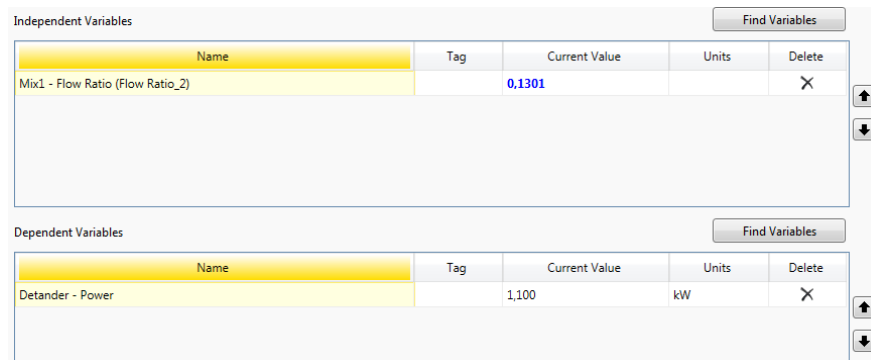 Independent Variables Find Variables
Name Tag Current Value Units Delete
Mix1 - Flow Ratio (Flow Ratio_2) 0,1301
Dependent Variables Find Variables
Name Tag Current Value Units Delete
Detander - Power 1,100 kW